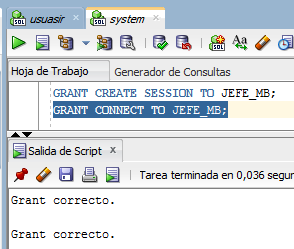 usuasir
system
Hoja de Trabajo
Generador de Consultas
GRANT CREATE SESSION TO JEFE_MB;
GRANT CONNECT TO JEFE_MB;
Salida de Script
Tarea terminada en 0,036
Grant correcto.
Grant correcto.